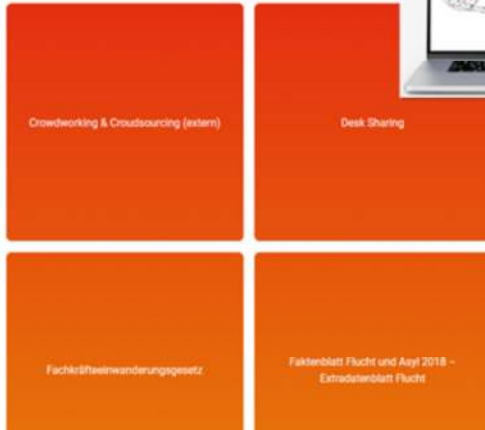 Crowdworking & Croudsourcing (extern)
Desk Sharing
Fachkräfteeinwanderungsgesetz
Faktenblatt Flucht und Asyl 2018 –
Extradatenblatt Flucht